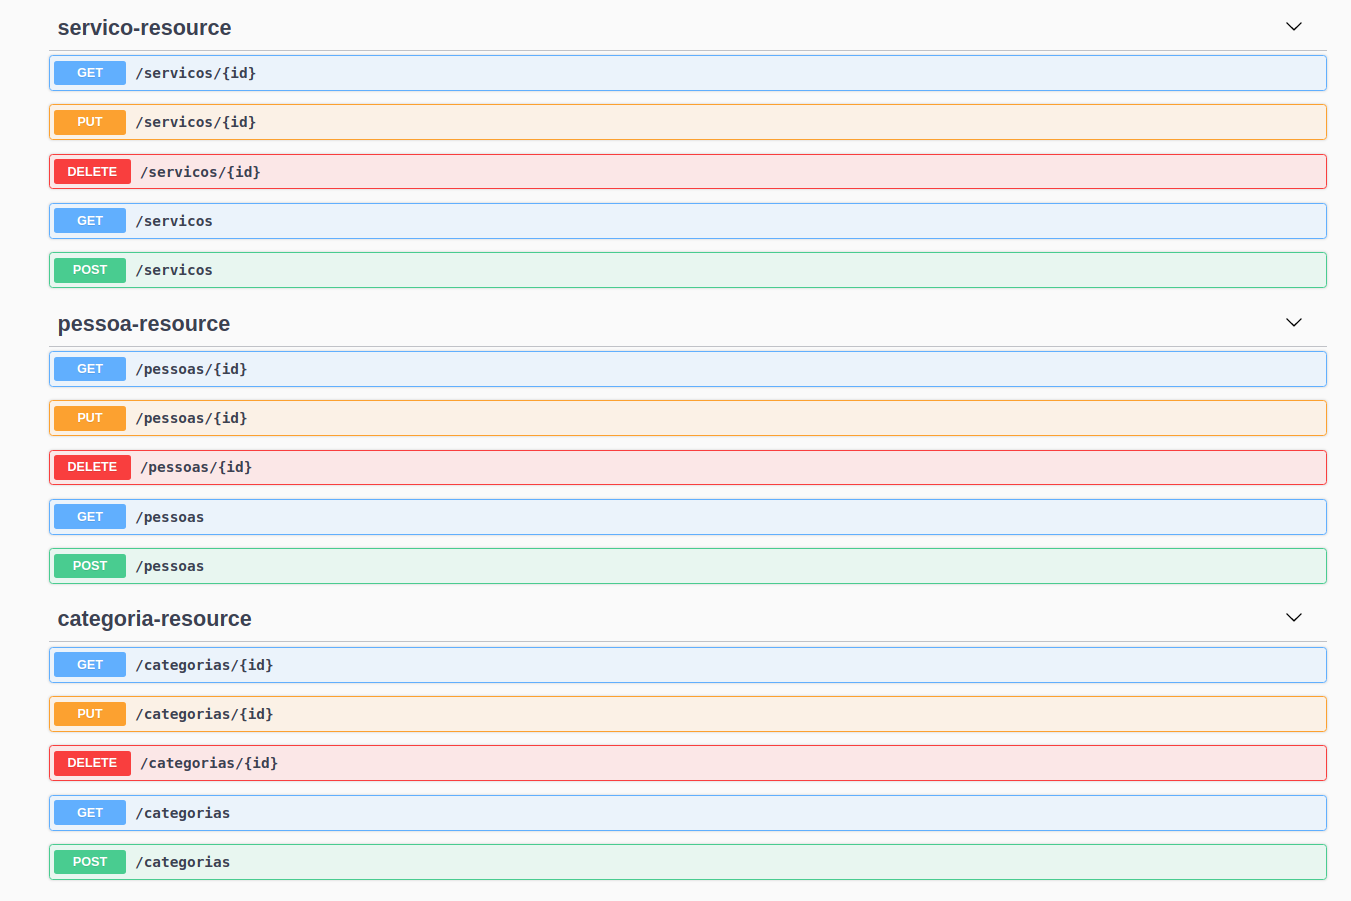 servico-resource
GET /servicos/{id}
PUT /servicos/{id}
DELETE /servicos/{id}
GET /servicos
POST /servicos
pessoa-resource
GET /pessoas/{id}
PUT /pessoas/{id}
DELETE /pessoas/{id}
GET /pessoas
POST /pessoas
categoria-resource
GET /categorias/{id}
PUT /categorias/{id}
DELETE /categorias/{id}
GET /categorias
POST /categorias